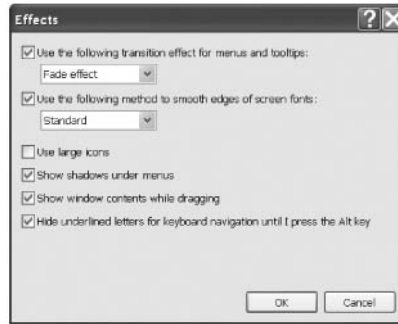 Effects
Use the following transition effect for menus and tooltips:
Fade effect
Use the following method to smooth edges of screen fonts:
Standard
Use large icons
Show shadows under menus
Show window contents while dragging
Hide underlined letters for keyboard navigation until I press the Alt key
OK Cancel